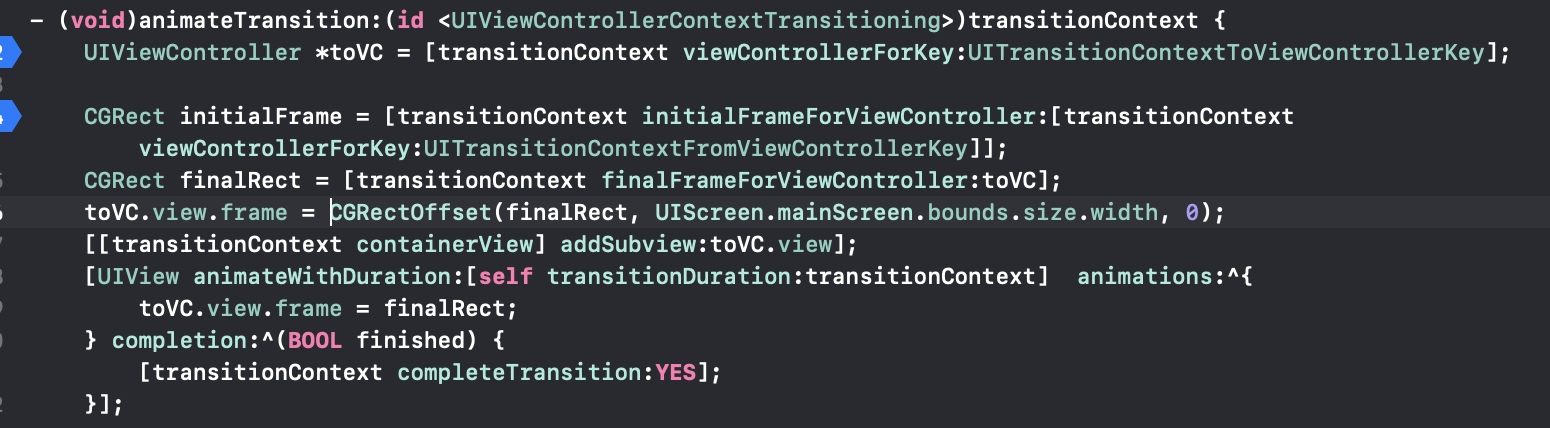 - (void)animateTransition:(id <UIViewControllerContextTransitioning>)transitionContext {
UIViewController *toVC = [transitionContext viewControllerForKey:UITransitionContextToViewControllerKey];
CGRect initialFrame = [transitionContext initialFrameForViewController:[transitionContext
viewControllerForKey:UITransitionContextFromViewControllerKey]];
CGRect finalRect = [transitionContext finalFrameForViewController:toVC];
toVC.view.frame = CGRectOffset(finalRect, UIScreen.mainScreen.bounds.size.width, 0);
[[transitionContext containerView] addSubview:toVC.view];
[UIView animateWithDuration:[self transitionDuration:transitionContext]  animations:^{
toVC.view.frame = finalRect;
} completion:^(BOOL finished) {
[transitionContext completeTransition:YES];
}];